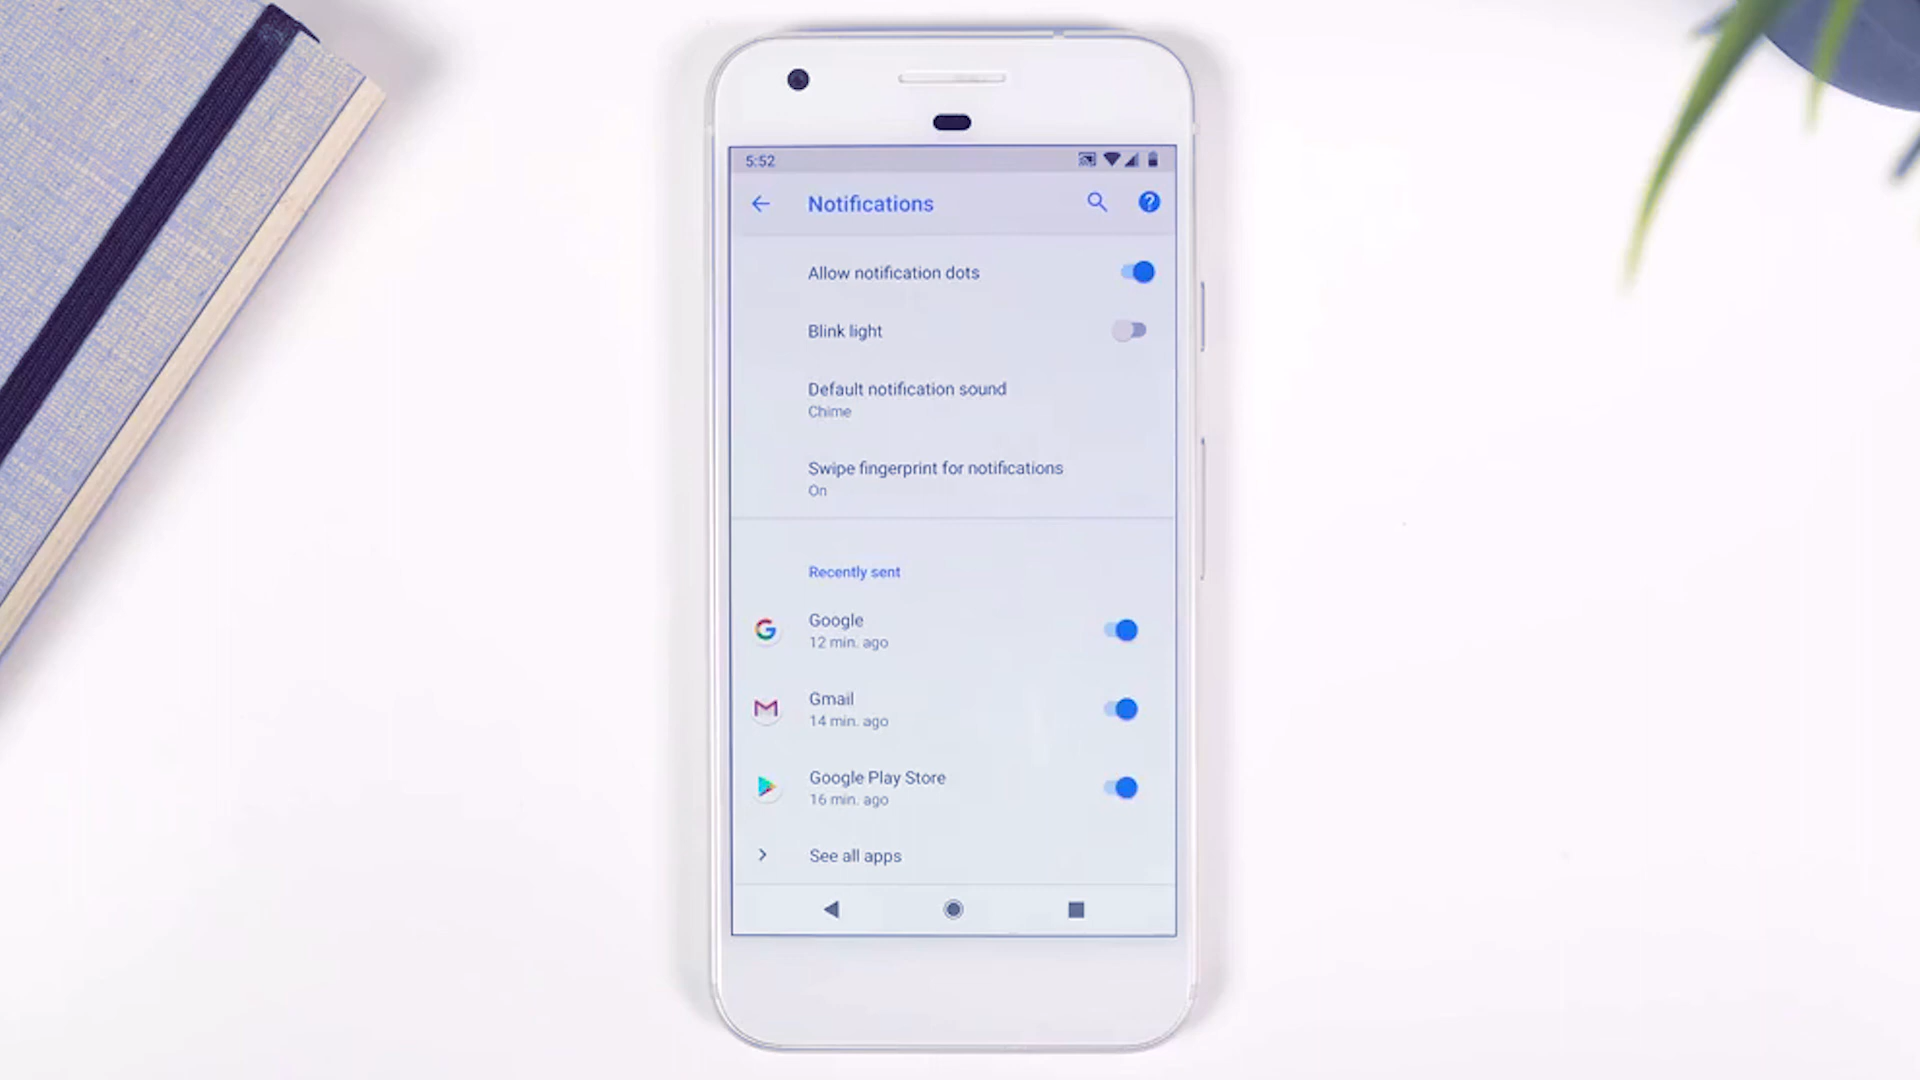 5:52
Notifications
Allow notification dots
Blink light
Default notification sound
Chime
Swipe fingerprint for notifications
On
Recently sent
Google
12 min. ago
Gmail
14 min. ago
Google Play Store
16 min. ago
See all apps